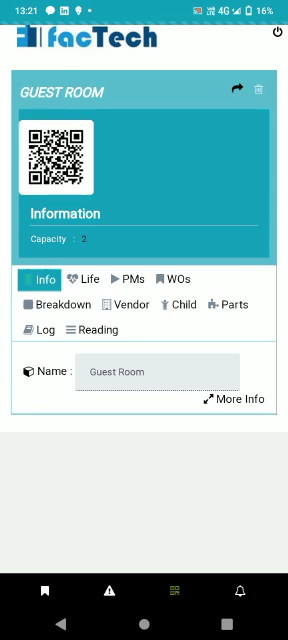 13:21 4G 16%
facTech
GUEST ROOM
Information
Capacity : 2
Info Life PMs WOs
Breakdown Vendor Child Parts
Log Reading
Name : Guest Room
More Info